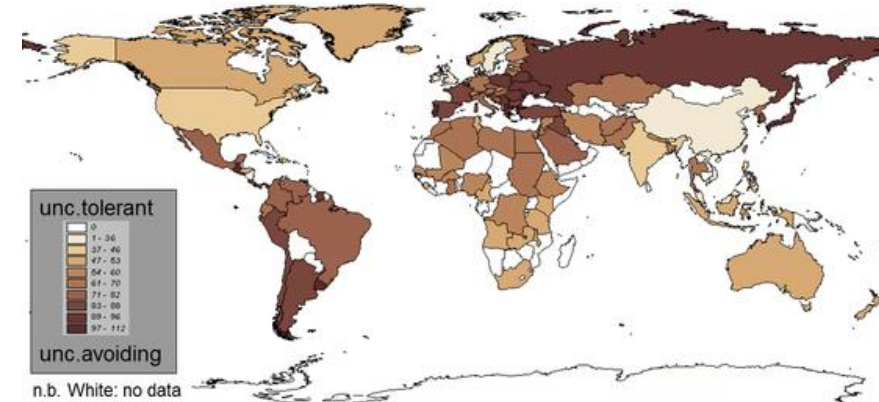 unc.tolerant
0
1 - 36
37 - 46
47 - 53
54 - 60
61 - 70
71 - 82
83 - 88
89 - 96
97 - 112
unc.avoiding
n.b. White: no data